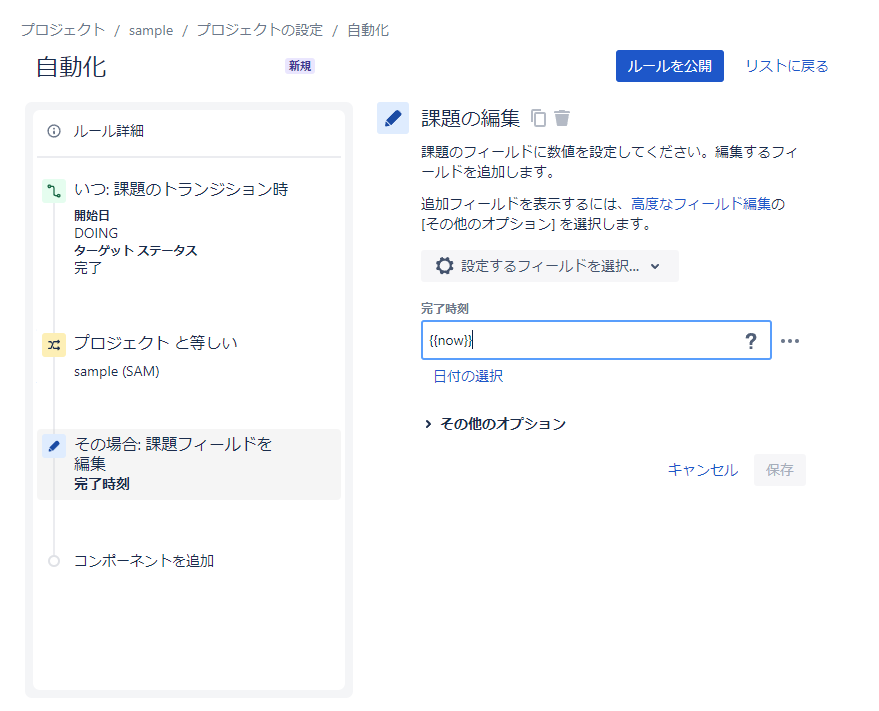 プロジェクト / sample / プロジェクトの設定 / 自動化
自動化
新規
ルールを公開
リストに戻る
ルール詳細
いつ: 課題のトランジション時
開始日
DOING
ターゲット ステータス
完了
プロジェクト と等しい
sample (SAM)
その場合: 課題フィールドを
編集
完了時刻
コンポーネントを追加
課題の編集
課題のフィールドに数値を設定してください。編集するフィ
ールドを追加します。
追加フィールドを表示するには、高度なフィールド編集の
[その他のオプション] を選択します。
設定するフィールドを選択...
完了時刻
{{now}}
?
日付の選択
その他のオプション
キャンセル
保存